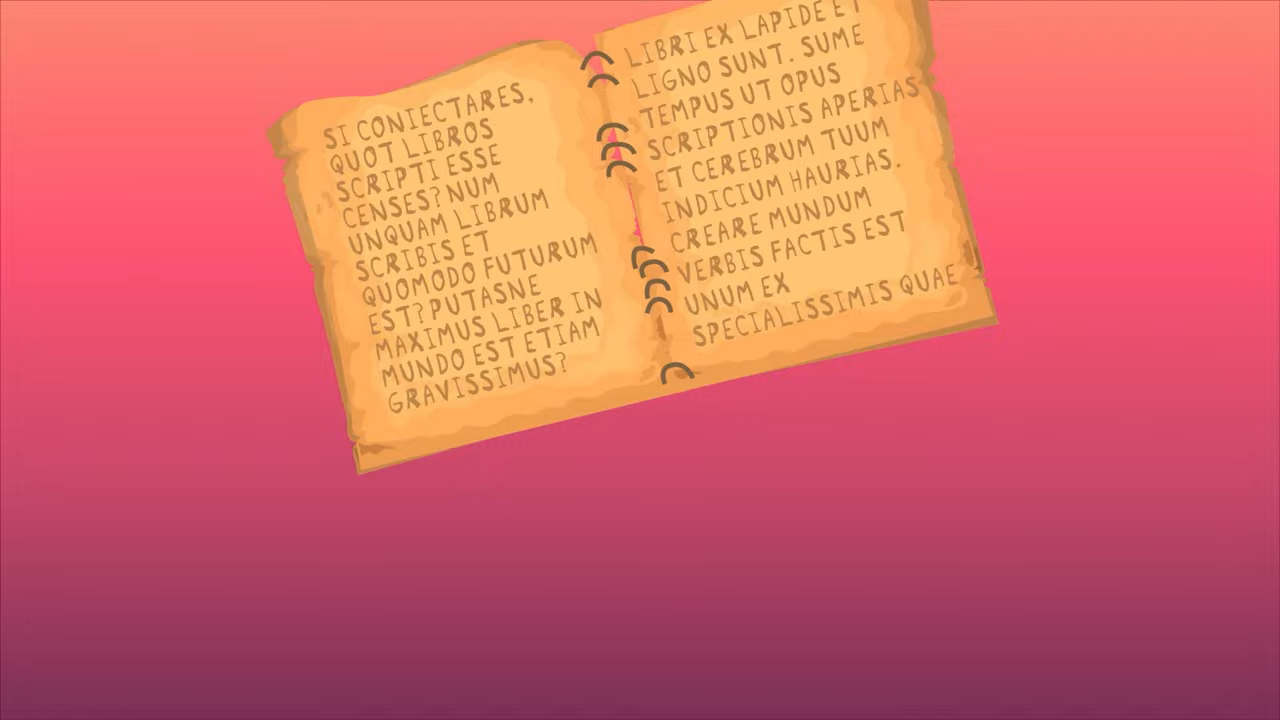 SI CONIECTARES,
QUOT LIBROS
SCRIPTI ESSE
CENSES? NUM
UNQUAM LIBRUM
SCRIBIS ET
QUOMODO FUTURUM
EST? PUTASNE
MAXIMUS LIBER IN
MUNDO EST ETIAM
GRAVISSIMUS?
LIBRI EX LAPIDE ET
LIGNO SUNT. SUME
TEMPUS UT OPUS
SCRIPTIONIS APERIAS
ET CEREBRUM TUUM
INDICIUM HAURIAS.
CREARE MUNDUM
VERBIS FACTIS EST
UNUM EX
SPECIALISSIMIS QUAE